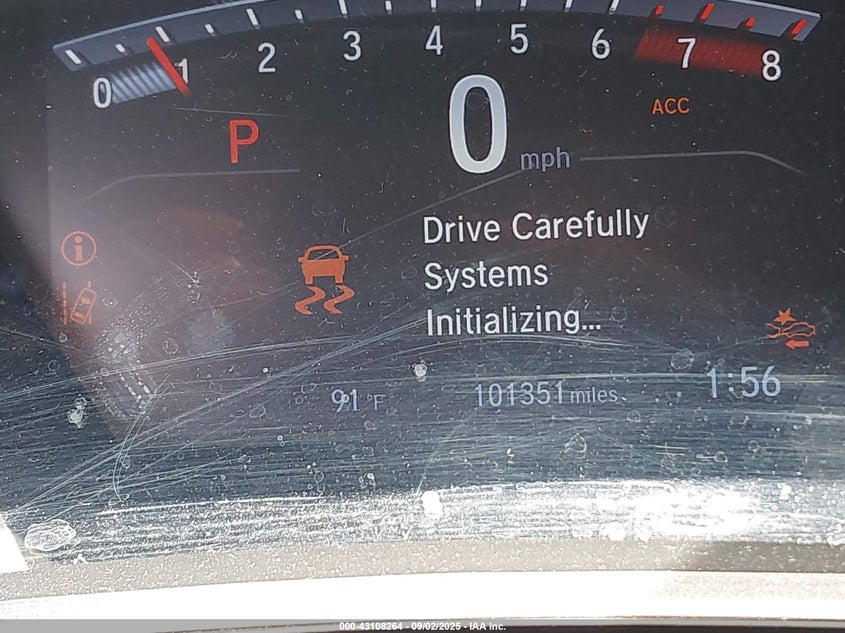 0 1 2 3 4 5 6 7 8
P
0 mph
ACC
Drive Carefully
Systems
Initializing...
91 °F
101351 miles
1:56
000-43108264 - 09/02/2025 - IAA Inc.